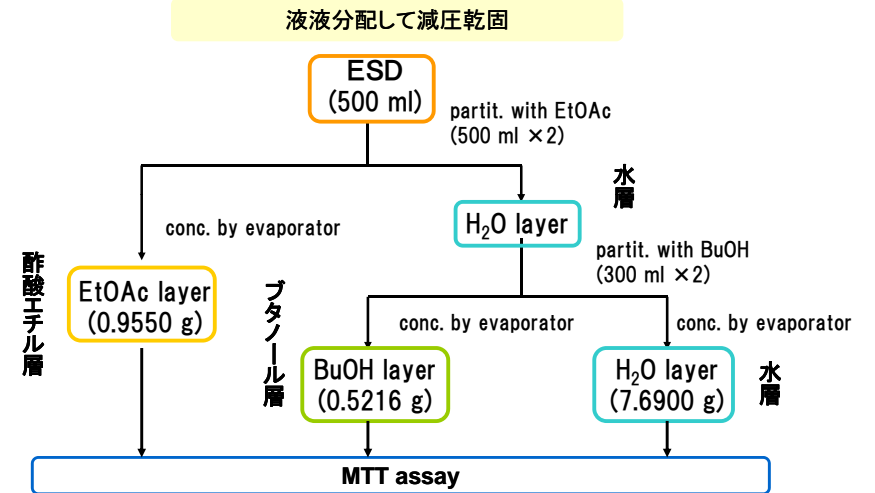 液液分配して減圧乾固
ESD
(500 ml)
partit. with EtOAc
(500 ml ×2)
水層
conc. by evaporator
H₂O layer
partit. with BuOH
(300 ml ×2)
酢酸エチル層
EtOAc layer
(0.9550 g)
ブタノール層
conc. by evaporator
conc. by evaporator
BuOH layer
(0.5216 g)
H₂O layer
(7.6900 g)
水層
MTT assay